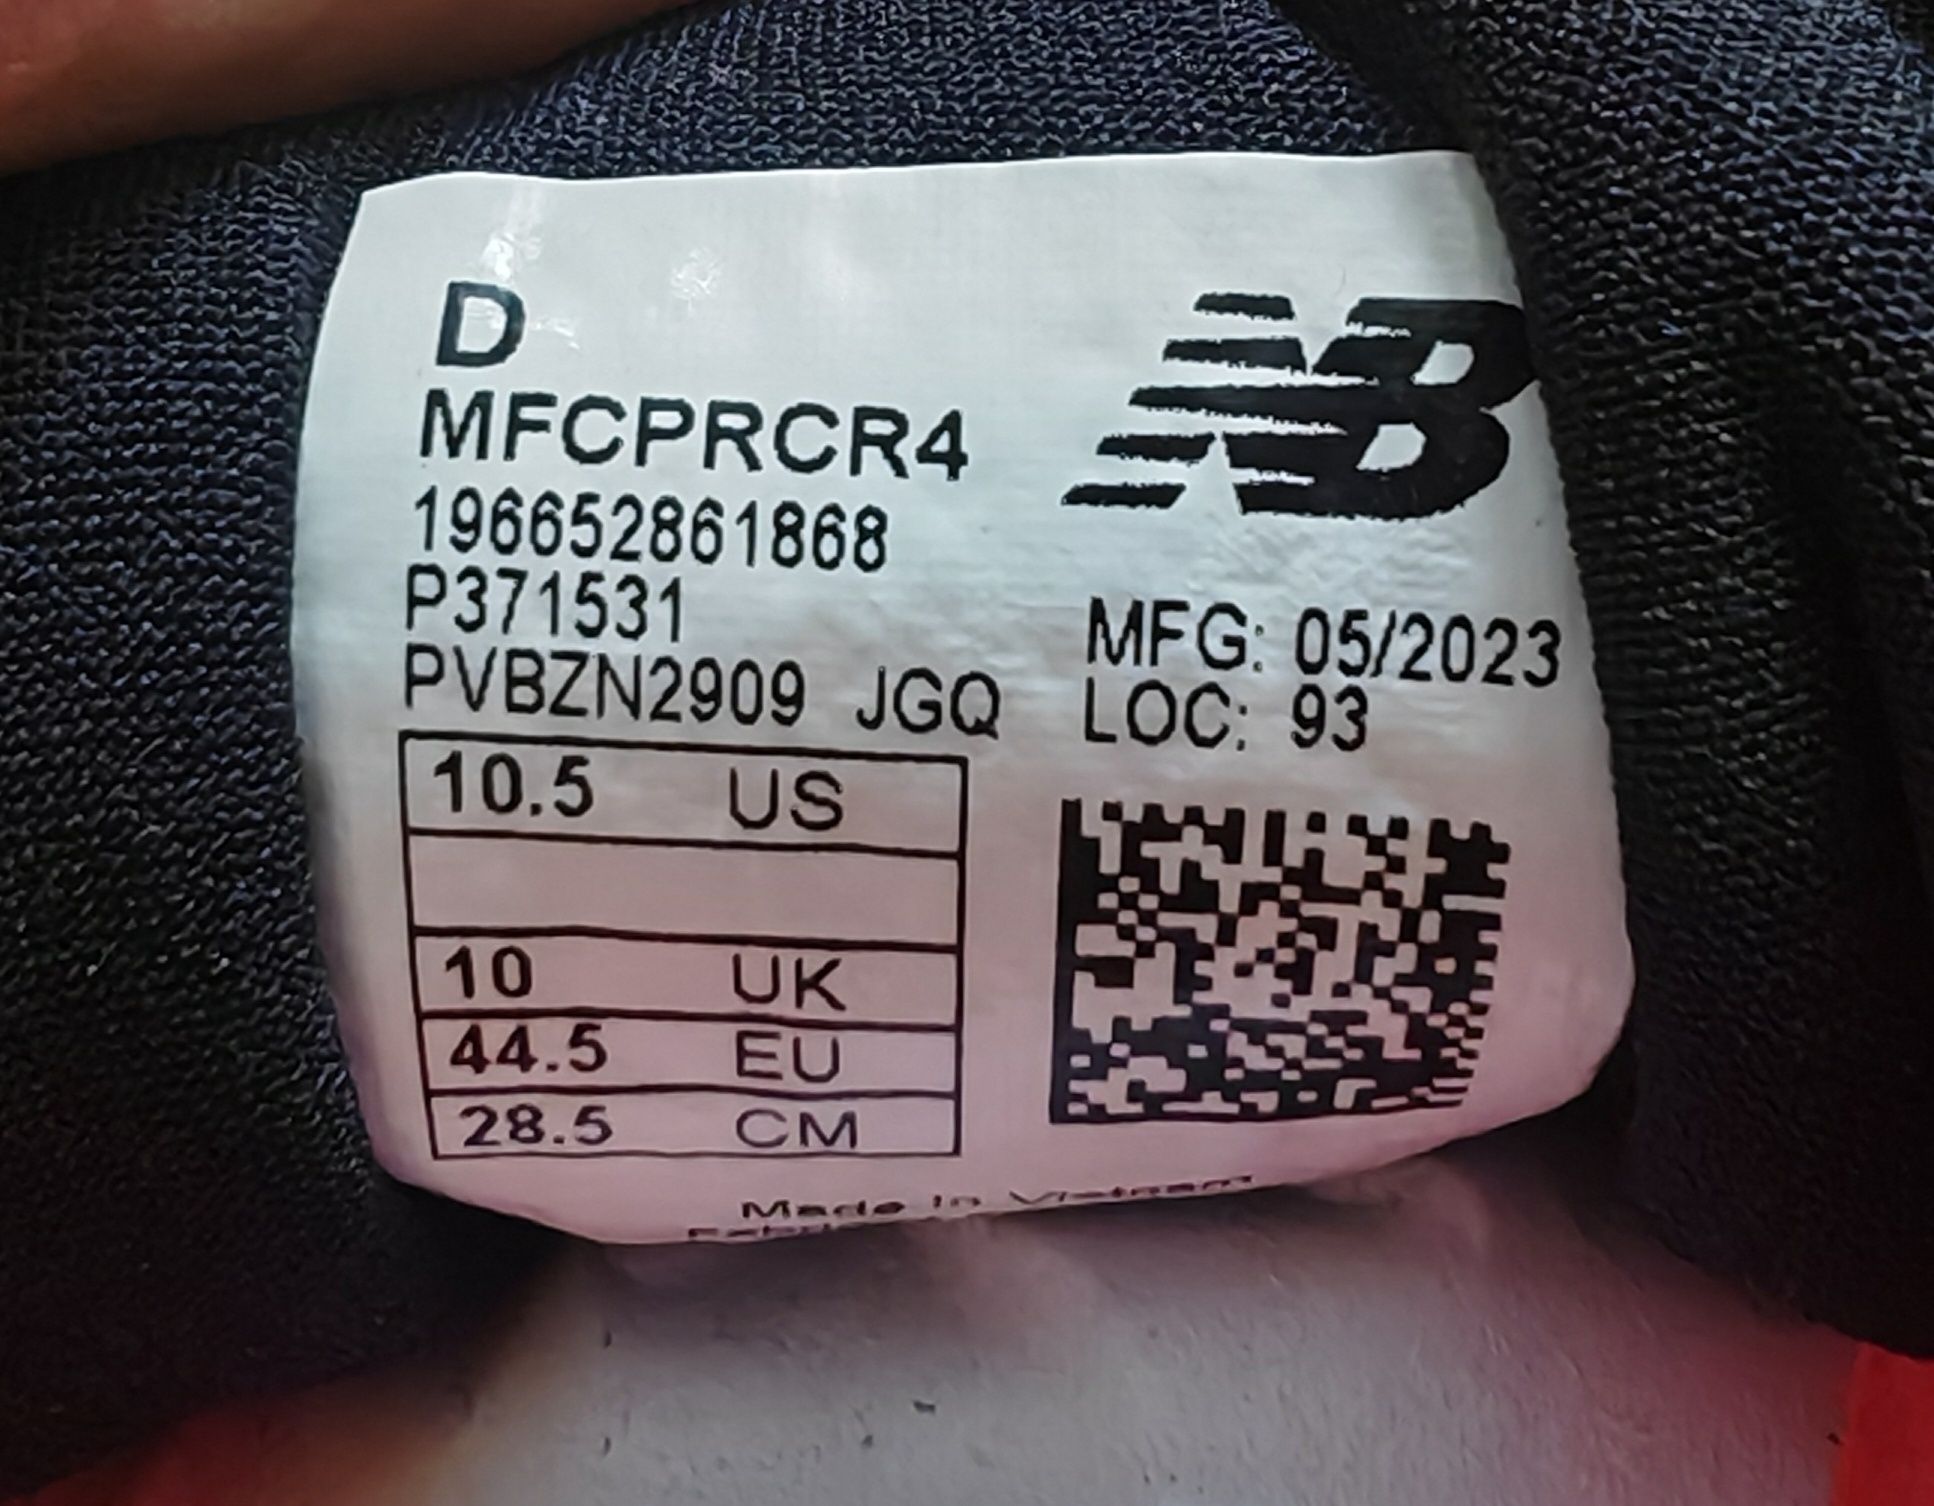 D
MFCPRCR4
196652861868
P371531
PVBZN2909 JGQ
NB
MFG: 05/2023
LOC: 93
10.5 US
10 UK
44.5 EU
28.5 CM
Made in Vietnam